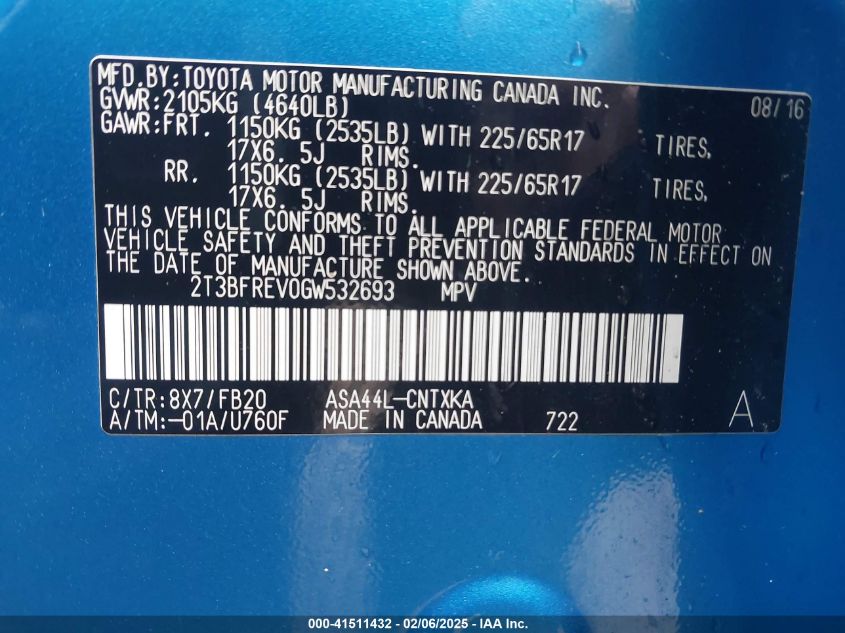 MFD.BY:TOYOTA MOTOR MANUFACTURING CANADA INC. 08/16
GVWR:2105KG (4640LB)
GAWR:FRT. 1150KG (2535LB) WITH 225/65R17 TIRES,
17X6.5J RIMS.
RR. 1150KG (2535LB) WITH 225/65R17 TIRES,
17X6.5J RIMS.
THIS VEHICLE CONFORMS TO ALL APPLICABLE FEDERAL MOTOR
VEHICLE SAFETY AND THEFT PREVENTION STANDARDS IN EFFECT ON
THE DATE OF MANUFACTURE SHOWN ABOVE.
2T3BFREV0GW532693 MPV
C/TR:8X7/FB20 ASA44L-CNTXKA
A/TM:-01A/U760F MADE IN CANADA 722 A
000-41511432 - 02/06/2025 - IAA Inc.